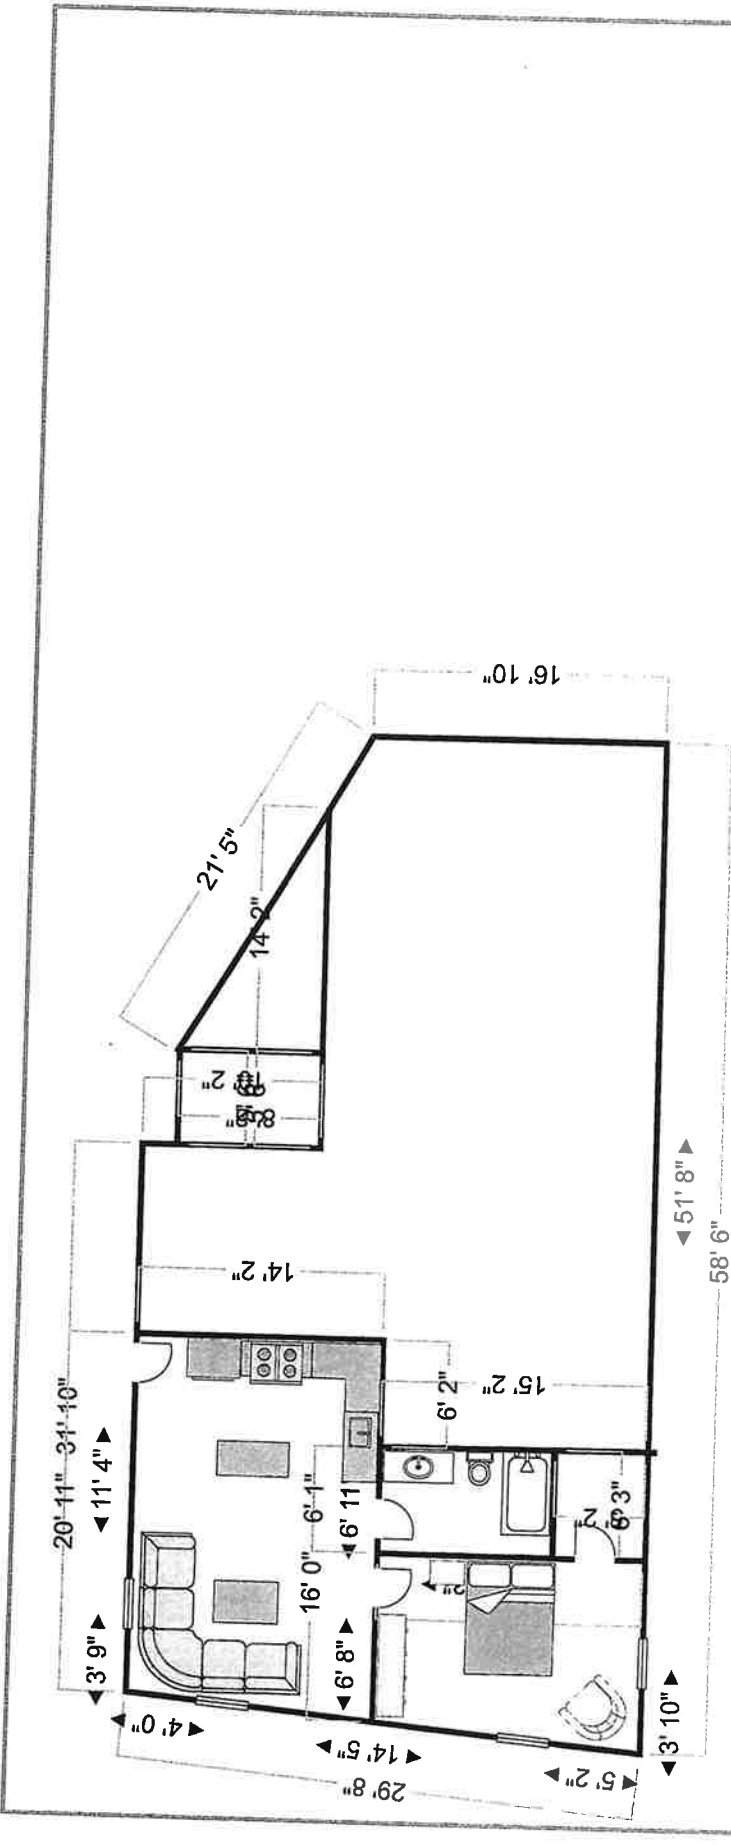 16' 10"
21' 5"
14' 2"
14' 2"
15' 2"
6' 2"
20' 11"
31' 10"
◄ 11' 4" ►
◄ 3' 9" ►
◄ 4' 0" ►
16' 0"
6' 1"
◄ 6' 11
◄ 6' 8" ►
◄ 14' 5" ►
29' 8"
◄ 5' 2" ►
◄ 3' 10" ►
◄ 51' 8" ►
58' 6"